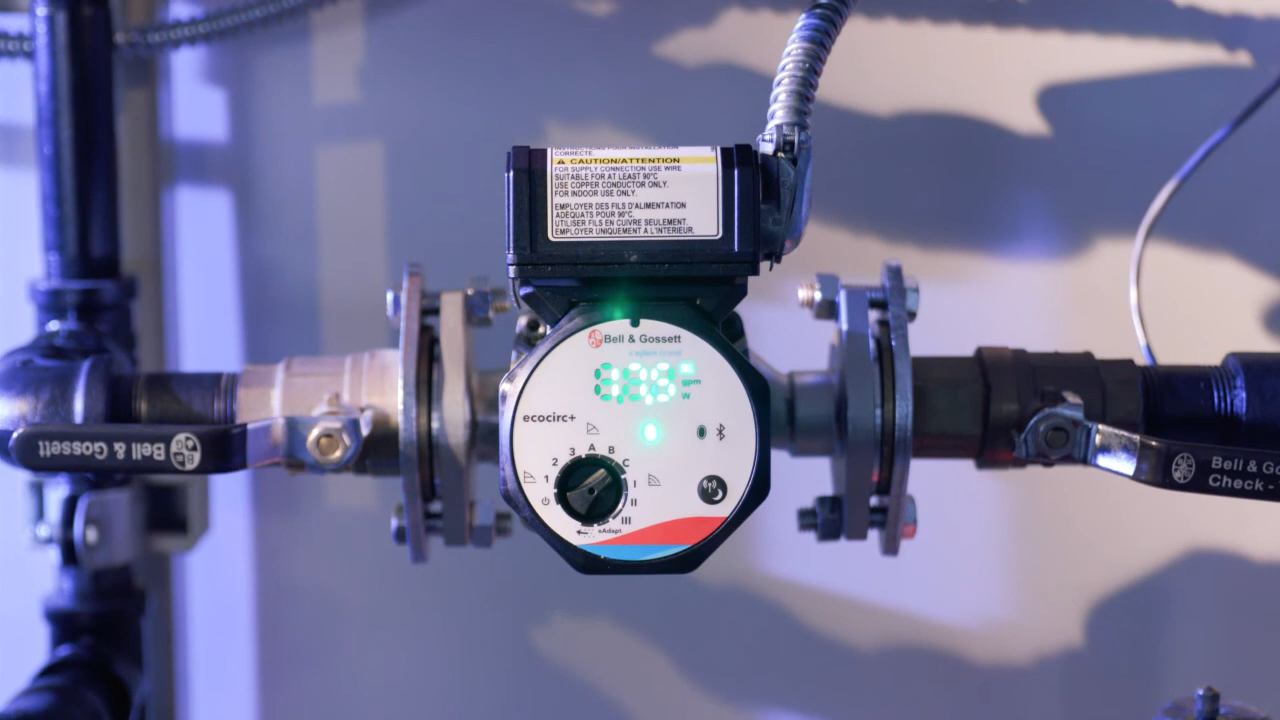 INSTRUCTIONS POUR INSTALLATION
CORRECTE.
CAUTION/ATTENTION
FOR SUPPLY CONNECTION USE WIRE
SUITABLE FOR AT LEAST 90°C
USE COPPER CONDUCTOR ONLY.
FOR INDOOR USE ONLY.
EMPLOYER DES FILS D'ALIMENTATION
ADÉQUATS POUR 90°C.
UTILISER FILS EN CUIVRE SEULEMENT.
EMPLOYER UNIQUEMENT A L'INTERIEUR.
Bell & Gossett
a xylem brand
gpm
W
ecocirc+
A B C
3 2 1
I II III
eAdapt
Bell & Gossett
Bell & Go
Check-